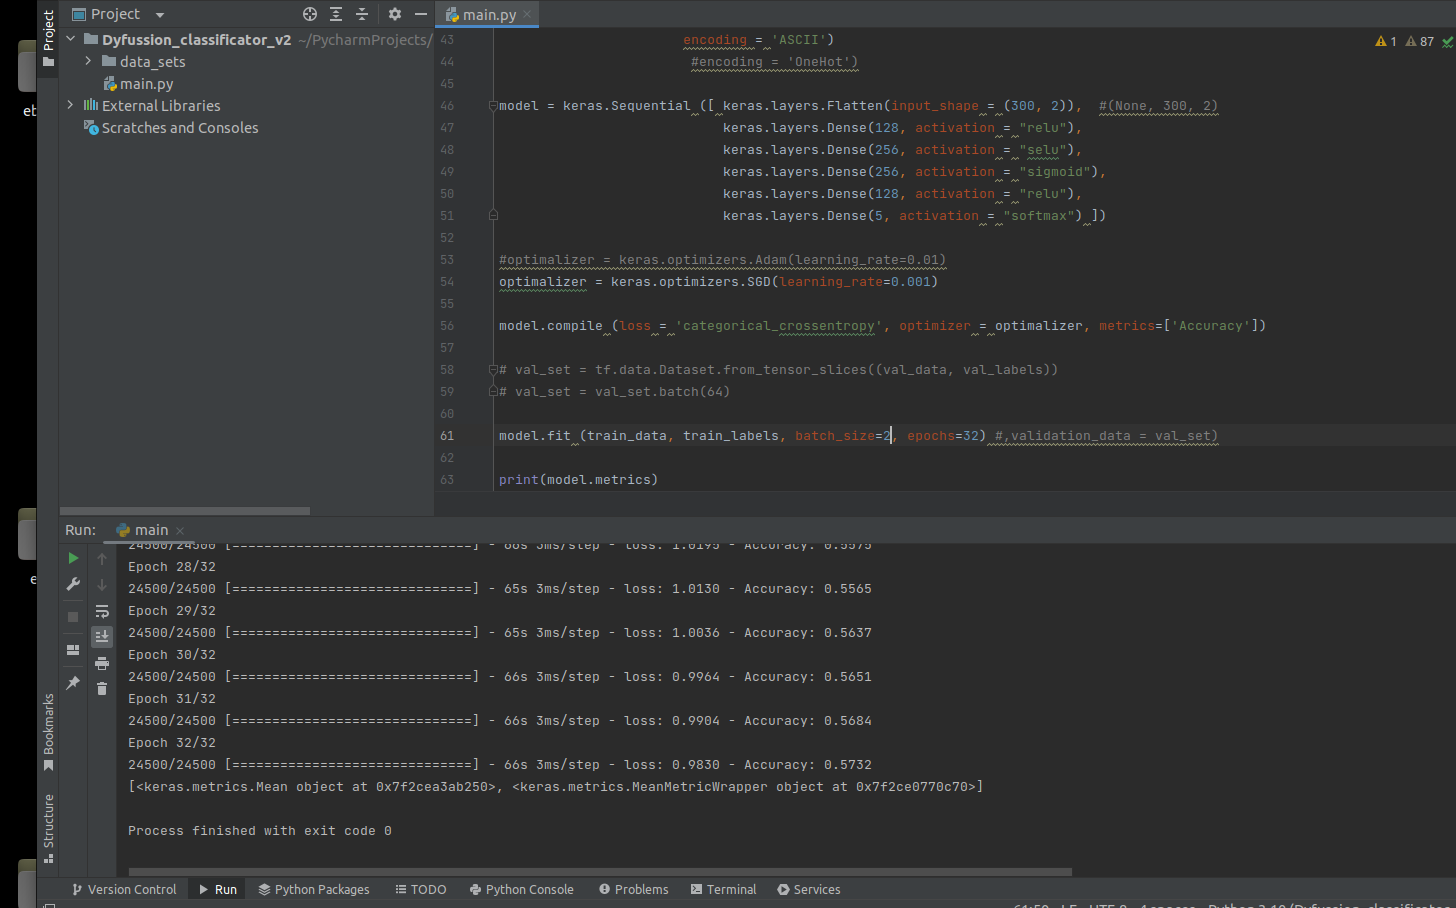 Project
main.py
Project
Dyfussion_classificator_v2 ~/PycharmProjects/
data_sets
main.py
External Libraries
Scratches and Consoles
1 87
43 encoding = 'ASCII')
44 #encoding = 'OneHot')
45
46 model = keras.Sequential ([ keras.layers.Flatten(input_shape = (300, 2)), #(None, 300, 2)
47 keras.layers.Dense(128, activation = "relu"),
48 keras.layers.Dense(256, activation = "selu"),
49 keras.layers.Dense(256, activation = "sigmoid"),
50 keras.layers.Dense(128, activation = "relu"),
51 keras.layers.Dense(5, activation = "softmax") ])
52
53 #optimalizer = keras.optimizers.Adam(learning_rate=0.01)
54 optimalizer = keras.optimizers.SGD(learning_rate=0.001)
55
56 model.compile (loss = 'categorical_crossentropy', optimizer = optimalizer, metrics=['Accuracy'])
57
58 # val_set = tf.data.Dataset.from_tensor_slices((val_data, val_labels))
59 # val_set = val_set.batch(64)
60
61 model.fit (train_data, train_labels, batch_size=2, epochs=32) #,validation_data = val_set)
62
63 print(model.metrics)
Run: main
24500/24500 [==============================] - 66s 3ms/step - loss: 1.0195 - Accuracy: 0.5575
Epoch 28/32
24500/24500 [==============================] - 65s 3ms/step - loss: 1.0130 - Accuracy: 0.5565
Epoch 29/32
24500/24500 [==============================] - 65s 3ms/step - loss: 1.0036 - Accuracy: 0.5637
Epoch 30/32
24500/24500 [==============================] - 66s 3ms/step - loss: 0.9964 - Accuracy: 0.5651
Epoch 31/32
24500/24500 [==============================] - 66s 3ms/step - loss: 0.9904 - Accuracy: 0.5684
Epoch 32/32
24500/24500 [==============================] - 66s 3ms/step - loss: 0.9830 - Accuracy: 0.5732
[<keras.metrics.Mean object at 0x7f2cea3ab250>, <keras.metrics.MeanMetricWrapper object at 0x7f2ce0770c70>]
Process finished with exit code 0
Bookmarks
Structure
Version Control Run Python Packages TODO Python Console Problems Terminal Services